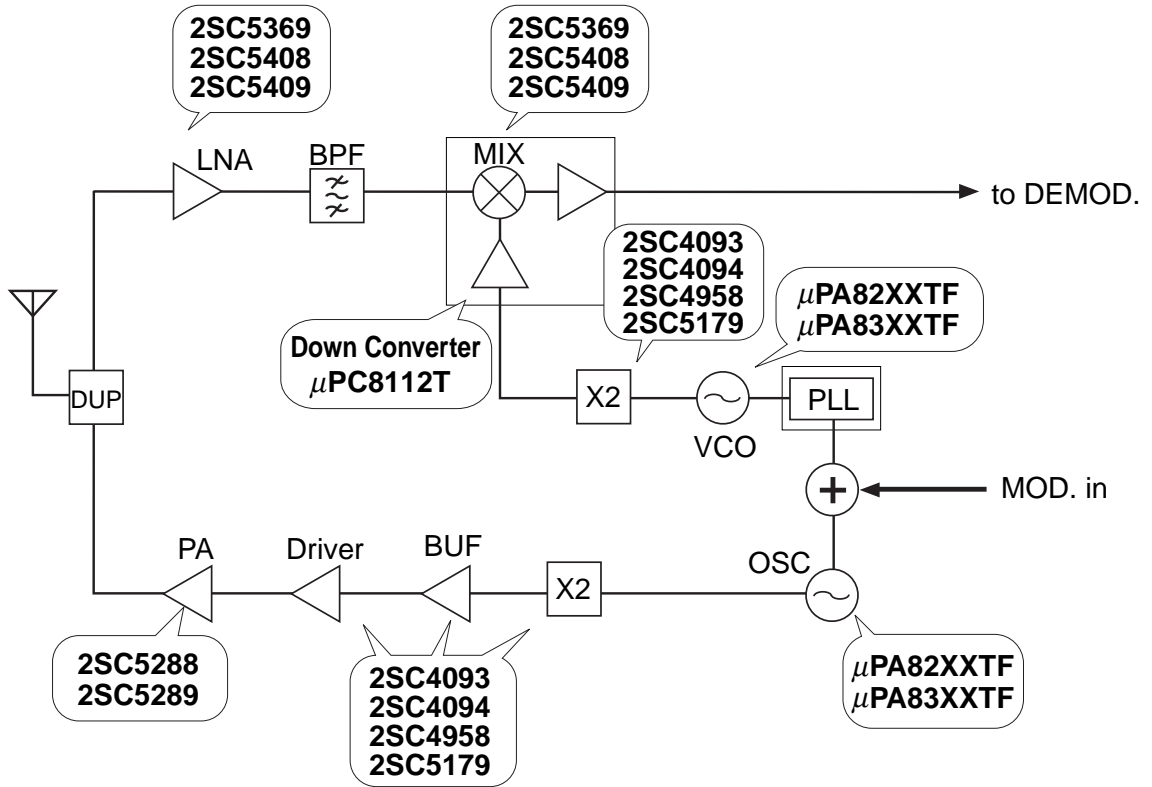 2SC5369
2SC5408
2SC5409
2SC5369
2SC5408
2SC5409
LNA
BPF
MIX
to DEMOD.
2SC4093
2SC4094
2SC4958
2SC5179
μPA82XXTF
μPA83XXTF
Down Converter
μPC8112T
DUP
X2
VCO
PLL
MOD. in
PA
Driver
BUF
X2
OSC
2SC5288
2SC5289
2SC4093
2SC4094
2SC4958
2SC5179
μPA82XXTF
μPA83XXTF